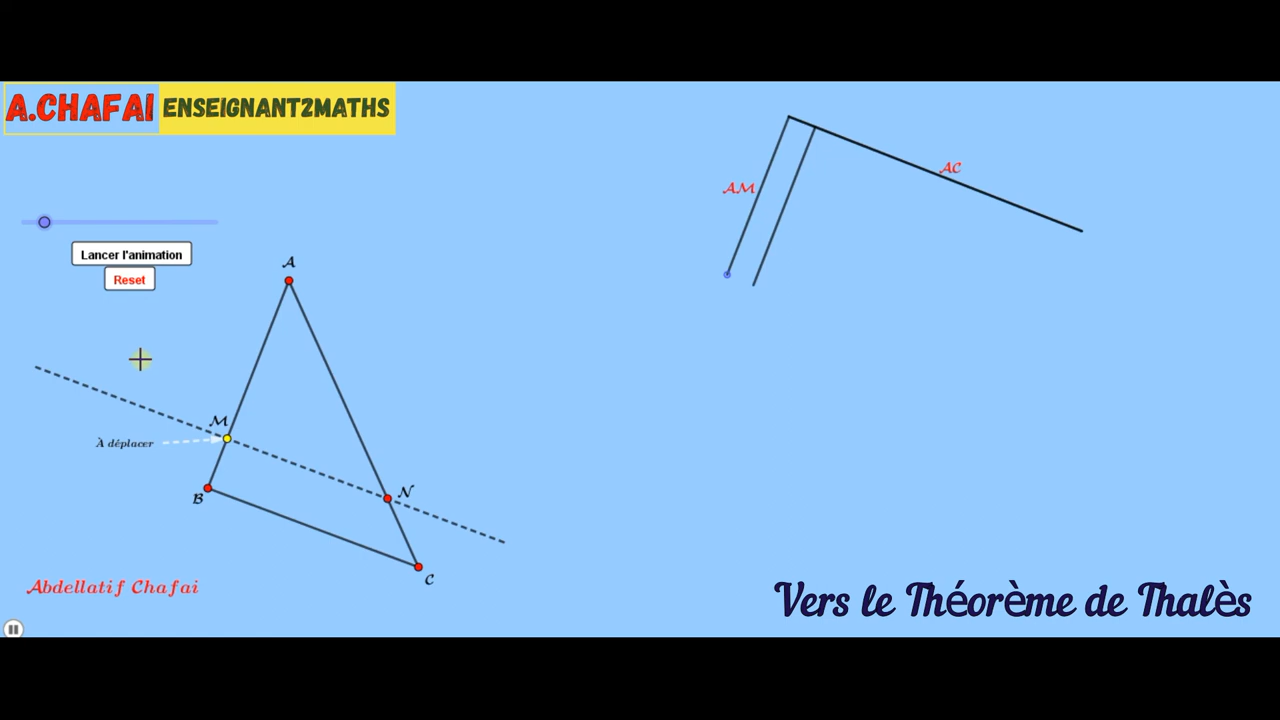 A.CHAFAI ENSEIGNANT2MATHS
AM
AC
Lancer l'animation
Reset
A
M
À déplacer
B
N
C
Abdellatif Chafai
Vers le Théorème de Thalès